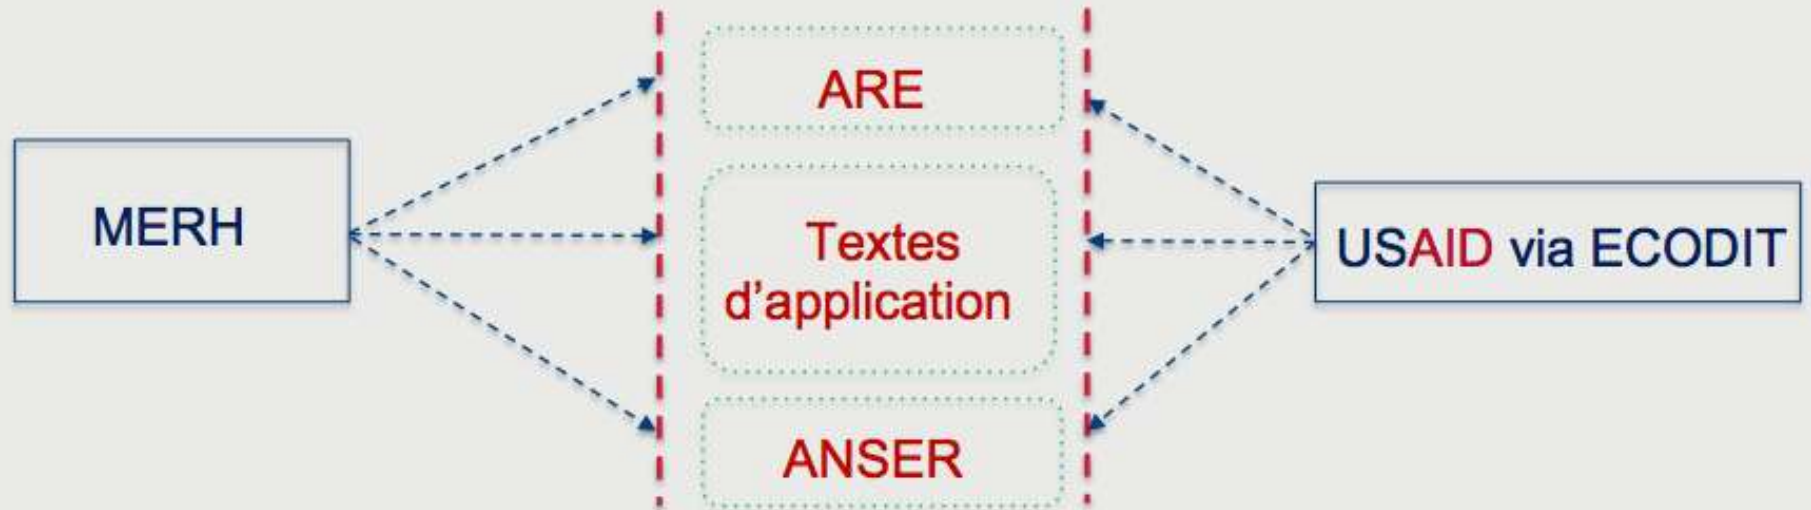 ARE
MERH
Textes
d'application
USAID via ECODIT
ANSER